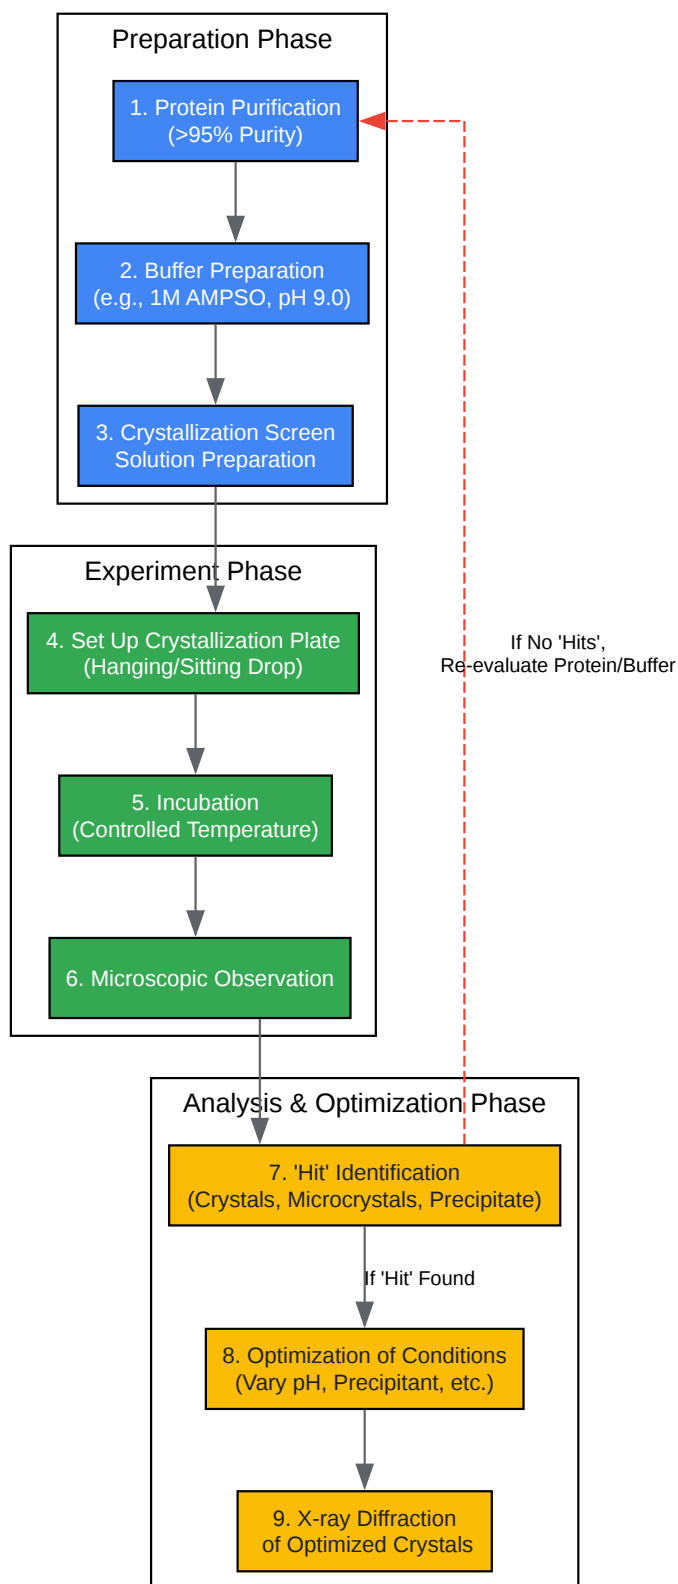 Preparation Phase
1. Protein Purification
(>95% Purity)
2. Buffer Preparation
(e.g., 1M AMPSO, pH 9.0)
3. Crystallization Screen
Solution Preparation
Experiment Phase
4. Set Up Crystallization Plate
(Hanging/Sitting Drop)
If No 'Hits',
Re-evaluate Protein/Buffer
5. Incubation
(Controlled Temperature)
6. Microscopic Observation
Analysis & Optimization Phase
7. 'Hit' Identification
(Crystals, Microcrystals, Precipitate)
If 'Hit' Found
8. Optimization of Conditions
(Vary pH, Precipitant, etc.)
9. X-ray Diffraction
of Optimized Crystals